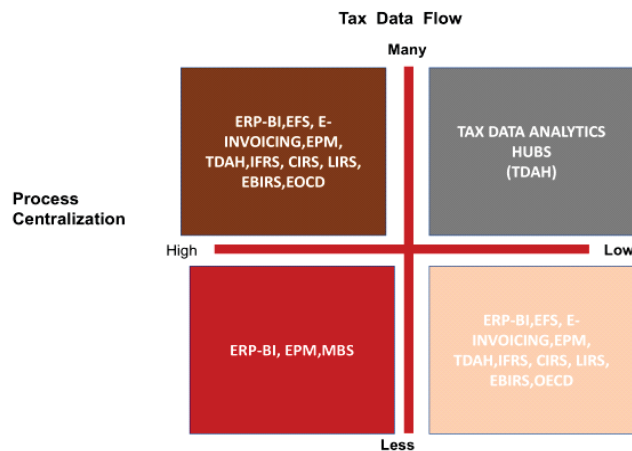 Tax Data Flow
Many
ERP-BI,EFS, E-
INVOICING,EPM,
TDAH,IFRS, CIRS, LIRS,
EBIRS,EOCD
TAX DATA ANALYTICS
HUBS
(TDAH)
Process
Centralization
High
Low
ERP-BI, EPM,MBS
ERP-BI,EFS, E-
INVOICING,EPM,
TDAH,IFRS, CIRS, LIRS,
EBIRS,OECD
Less